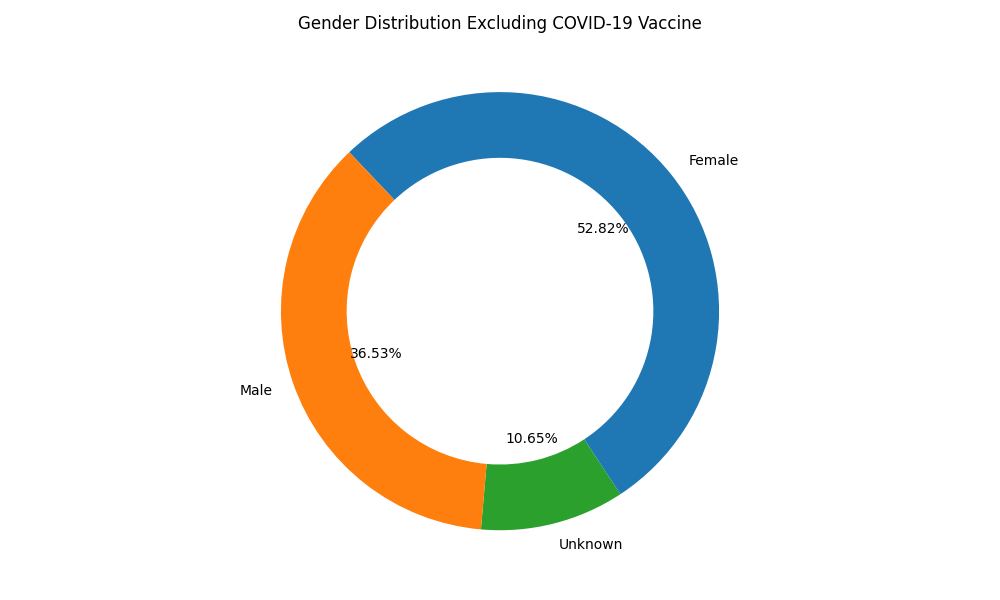 Gender Distribution Excluding COVID-19 Vaccine
Female
52.82%
36.53%
Male
10.65%
Unknown